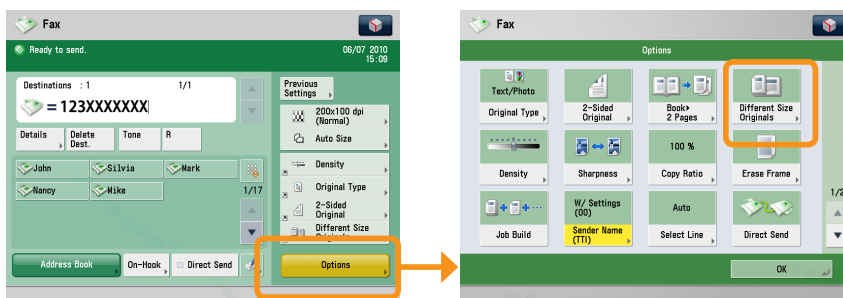 Fax
Ready to send.
06/07 2010
15:09
Destinations : 1
1/1
= 123XXXXXXX
Details
Delete
Dest.
Tone
R
John
Silvia
Mark
Nancy
Mike
1/17
Address Book
On-Hook
Direct Send
Previous
Settings
200x100 dpi
(Normal)
Auto Size
Density
Original Type
2-Sided
Original
Different Size
Originals
Options
Fax
Options
Text/Photo
Original Type
2-Sided
Original
Book▸
2 Pages
Different Size
Originals
Density
Sharpness
100 %
Copy Ratio
Erase Frame
Job Build
W/ Settings
(00)
Sender Name
(TTI)
Auto
Select Line
Direct Send
1/2
OK